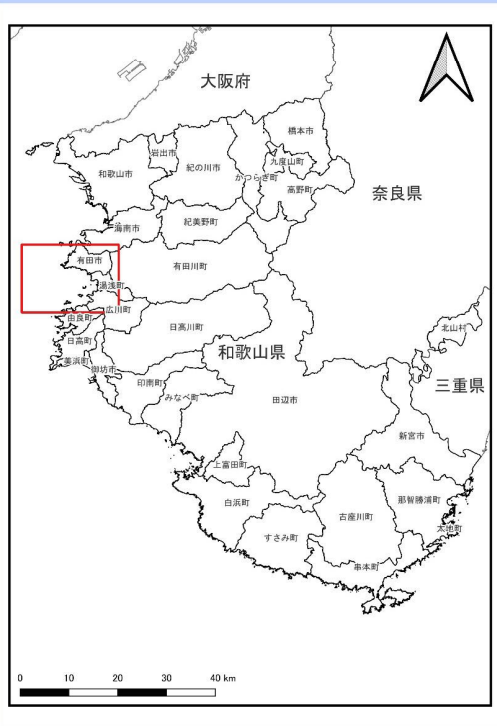 大阪府
橋本市
岩出市
九度山町
紀の川市
和歌山市
かつらぎ町
高野町
奈良県
紀美野町
海南市
有田市
有田川町
湯浅町
広川町
由良町
日高川町
北山村
日高町
和歌山県
美浜町
御坊市
印南町
三重県
みなべ町
田辺市
新宮市
上富田町
白浜町
那智勝浦町
古座川町
太地町
すさみ町
串本町
0 10 20 30 40 km